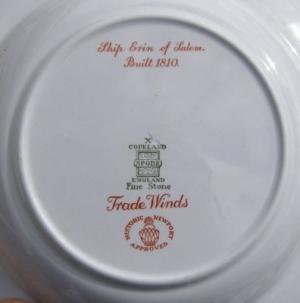 Ship Erin of Salem.
Built 1810.
X
COPELAND
SPODE
ENGLAND
Fine Stone
Trade Winds
HISTORIC NEWPORT
APPROVED